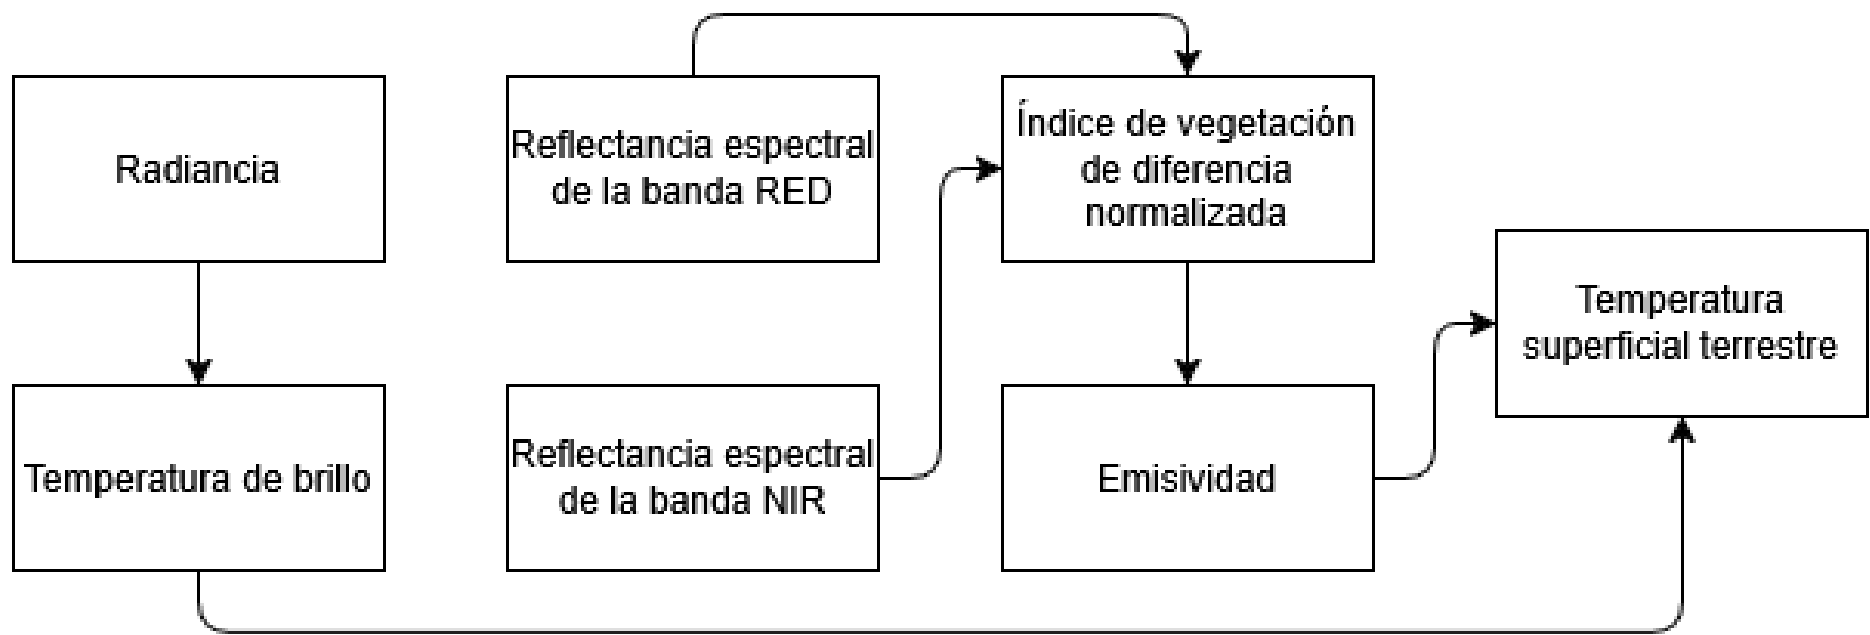 Radiancia
Reflectancia espectral
de la banda RED
Índice de vegetación
de diferencia
normalizada
Temperatura
superficial terrestre
Temperatura de brillo
Reflectancia espectral
de la banda NIR
Emisividad